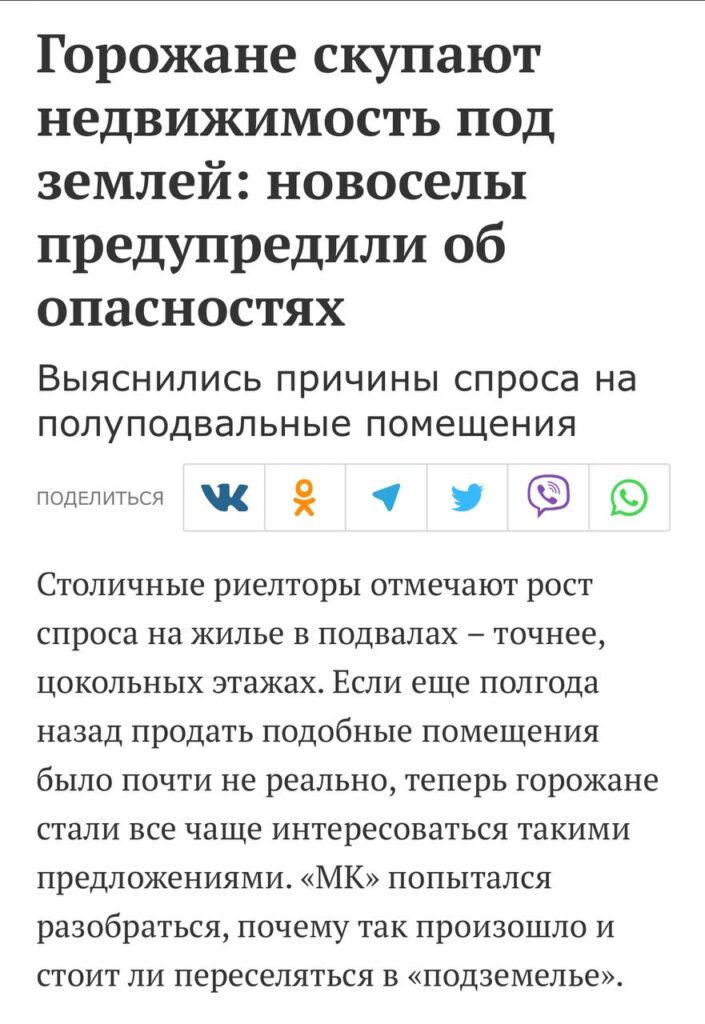 Горожане скупают
недвижимость под
землей: новоселы
предупредили об
опасностях
Выяснились причины спроса на
полуподвальные помещения
ПОДЕЛИТЬСЯ
Столичные риелторы отмечают рост
спроса на жилье в подвалах – точнее,
цокольных этажах. Если еще полгода
назад продать подобные помещения
было почти не реально, теперь горожане
стали все чаще интересоваться такими
предложениями. «МК» попытался
разобраться, почему так произошло и
стоит ли переселяться в «подземелье».